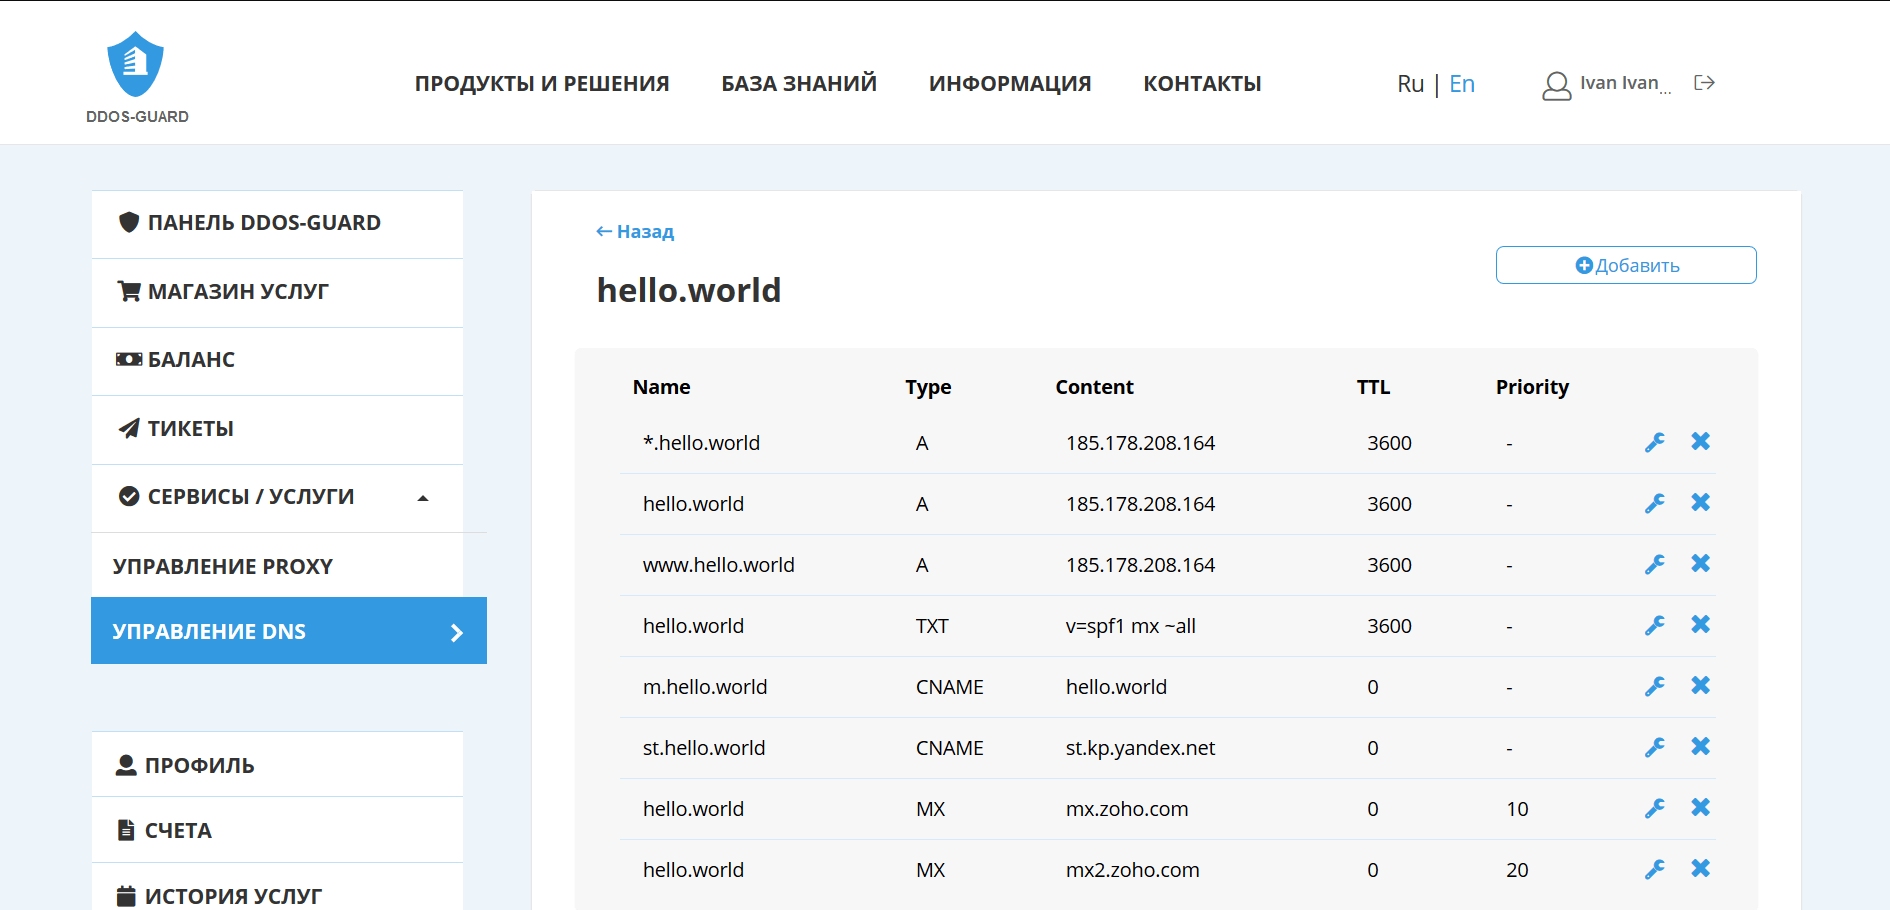 DDOS-GUARD
ПРОДУКТЫ И РЕШЕНИЯ БАЗА ЗНАНИЙ ИНФОРМАЦИЯ КОНТАКТЫ Ru | En Ivan Ivan...
ПАНЕЛЬ DDOS-GUARD
МАГАЗИН УСЛУГ
БАЛАНС
ТИКЕТЫ
СЕРВИСЫ / УСЛУГИ
УПРАВЛЕНИЕ PROXY
УПРАВЛЕНИЕ DNS
ПРОФИЛЬ
СЧЕТА
ИСТОРИЯ УСЛУГ
← Назад
Добавить
hello.world
Name Type Content TTL Priority
*.hello.world A 185.178.208.164 3600 -
hello.world A 185.178.208.164 3600 -
www.hello.world A 185.178.208.164 3600 -
hello.world TXT v=spf1 mx ~all 3600 -
m.hello.world CNAME hello.world 0 -
st.hello.world CNAME st.kp.yandex.net 0 -
hello.world MX mx.zoho.com 0 10
hello.world MX mx2.zoho.com 0 20